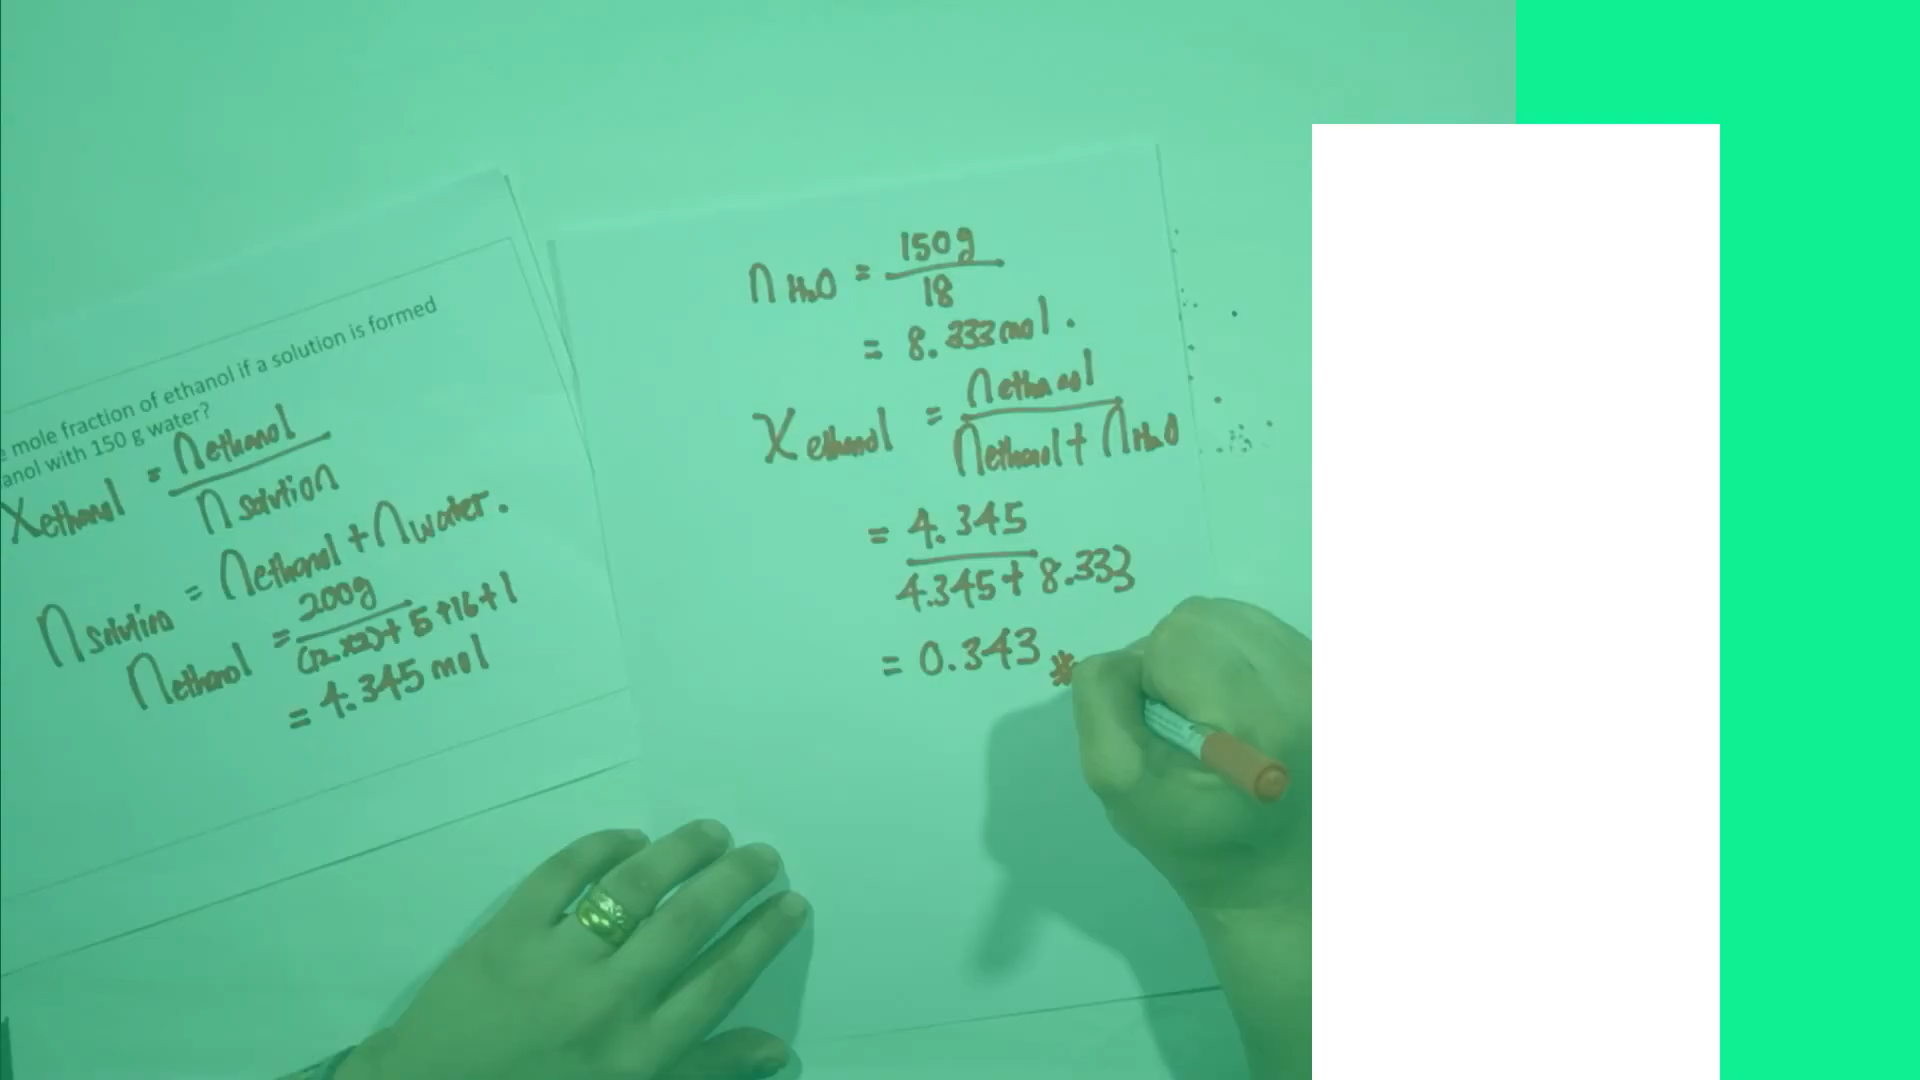 e mole fraction of ethanol if a solution is formed
anol with 150 g water?
Xethanol = nethanol
nsolution
nsolution = nethanol + nwater.
nethanol = 200g
(12x2)+5+16+1
= 4.345 mol
nH2O = 150g
18
= 8.333 mol.
Xethanol = nethanol
nethanol + nH2O
= 4.345
4.345 + 8.333
= 0.343 *